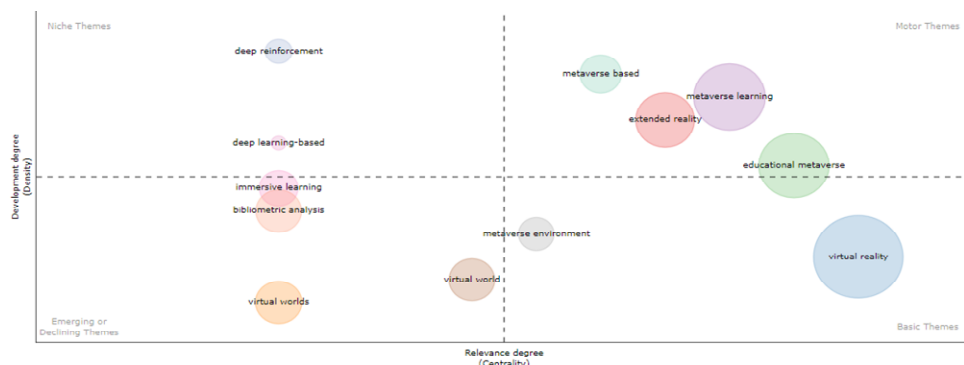 Niche Themes
Motor Themes
deep reinforcement
metaverse based
metaverse learning
extended reality
deep learning-based
educational metaverse
immersive learning
bibliometric analysis
metaverse environment
virtual reality
virtual world
virtual worlds
Emerging or
Declining Themes
Basic Themes
Development degree
(Density)
Relevance degree
(Centrality)